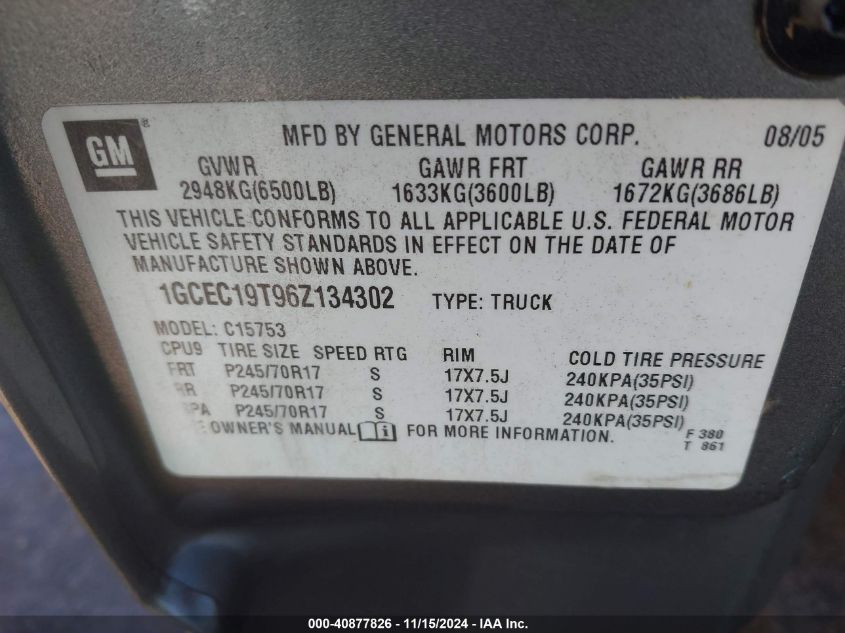 GM ®
MFD BY GENERAL MOTORS CORP. 08/05
GVWR GAWR FRT GAWR RR
2948KG(6500LB) 1633KG(3600LB) 1672KG(3686LB)
THIS VEHICLE CONFORMS TO ALL APPLICABLE U.S. FEDERAL MOTOR
VEHICLE SAFETY STANDARDS IN EFFECT ON THE DATE OF
MANUFACTURE SHOWN ABOVE.
1GCEC19T96Z134302 TYPE: TRUCK
MODEL: C15753
CPU9 TIRE SIZE SPEED RTG RIM COLD TIRE PRESSURE
FRT P245/70R17 S 17X7.5J 240KPA(35PSI)
RR P245/70R17 S 17X7.5J 240KPA(35PSI)
PA P245/70R17 S 17X7.5J 240KPA(35PSI)
OWNER'S MANUAL i FOR MORE INFORMATION.
F 380
T 861
000-40877826 - 11/15/2024 - IAA Inc.